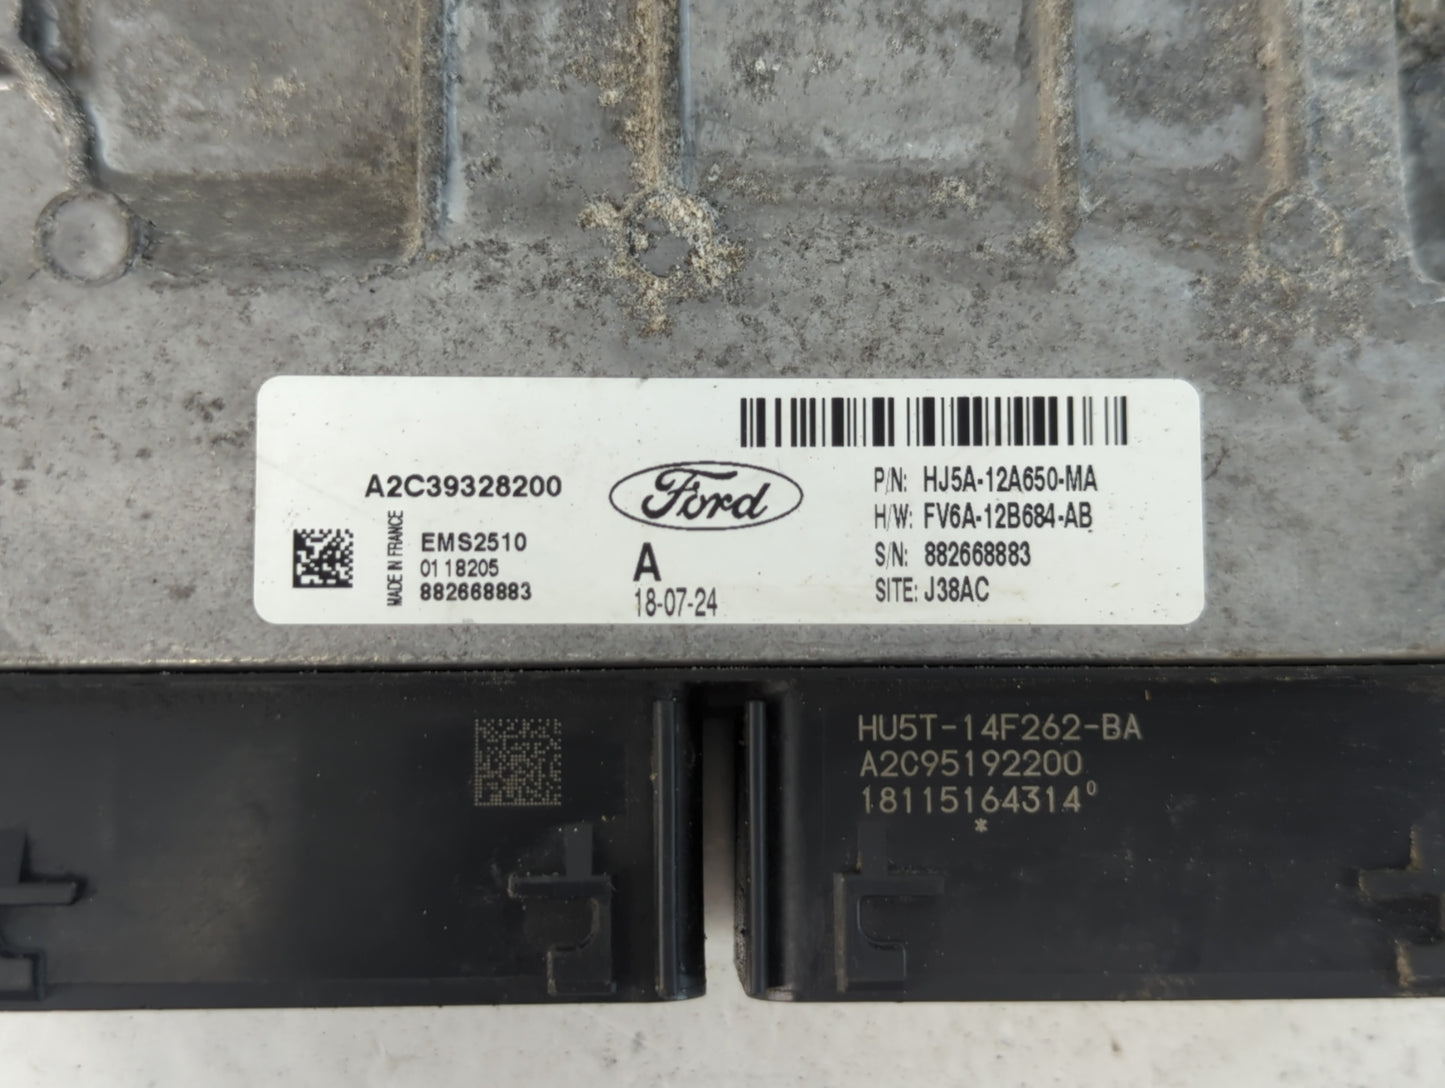 A2C39328200
MADE IN FRANCE
EMS2510
01 18205
882668883
Ford
A
18-07-24
P/N: HJ5A-12A650-MA
H/W: FV6A-12B684-AB
S/N: 882668883
SITE: J38AC
HU5T-14F262-BA
A2C95192200
18115164314⁰
*